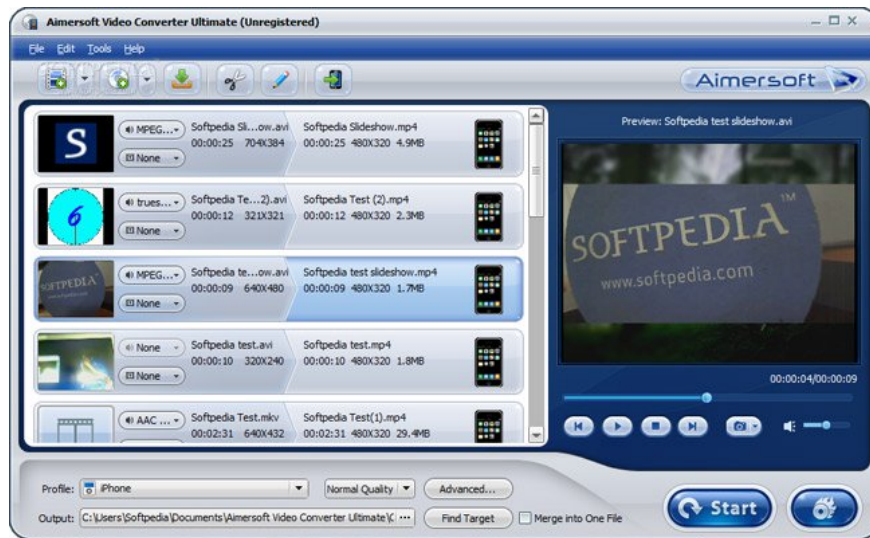 Aimersoft Video Converter Ultimate (Unregistered)
File Edit Tools Help
Aimersoft
S
MPEG...
None
Softpedia Sli...ow.avi
00:00:25 704X384
Softpedia Slideshow.mp4
00:00:25 480X320 4.9MB
6
trues...
None
Softpedia Te...2).avi
00:00:12 321X321
Softpedia Test (2).mp4
00:00:12 480X320 2.3MB
SOFTPEDIA
MPEG...
None
Softpedia te...ow.avi
00:00:09 640X480
Softpedia test slideshow.mp4
00:00:09 480X320 1.7MB
None
None
Softpedia test.avi
00:00:10 320X240
Softpedia test.mp4
00:00:10 480X320 1.8MB
AAC ...
Softpedia Test.mkv
00:02:31 640X432
Softpedia Test(1).mp4
00:02:31 480X320 29.4MB
Preview: Softpedia test slideshow.avi
SOFTPEDIA™
www.softpedia.com
00:00:04/00:00:09
Profile: iPhone Normal Quality Advanced...
Output: C:\Users\Softpedia\Documents\Aimersoft Video Converter Ultimate\C ... Find Target Merge into One File
Start